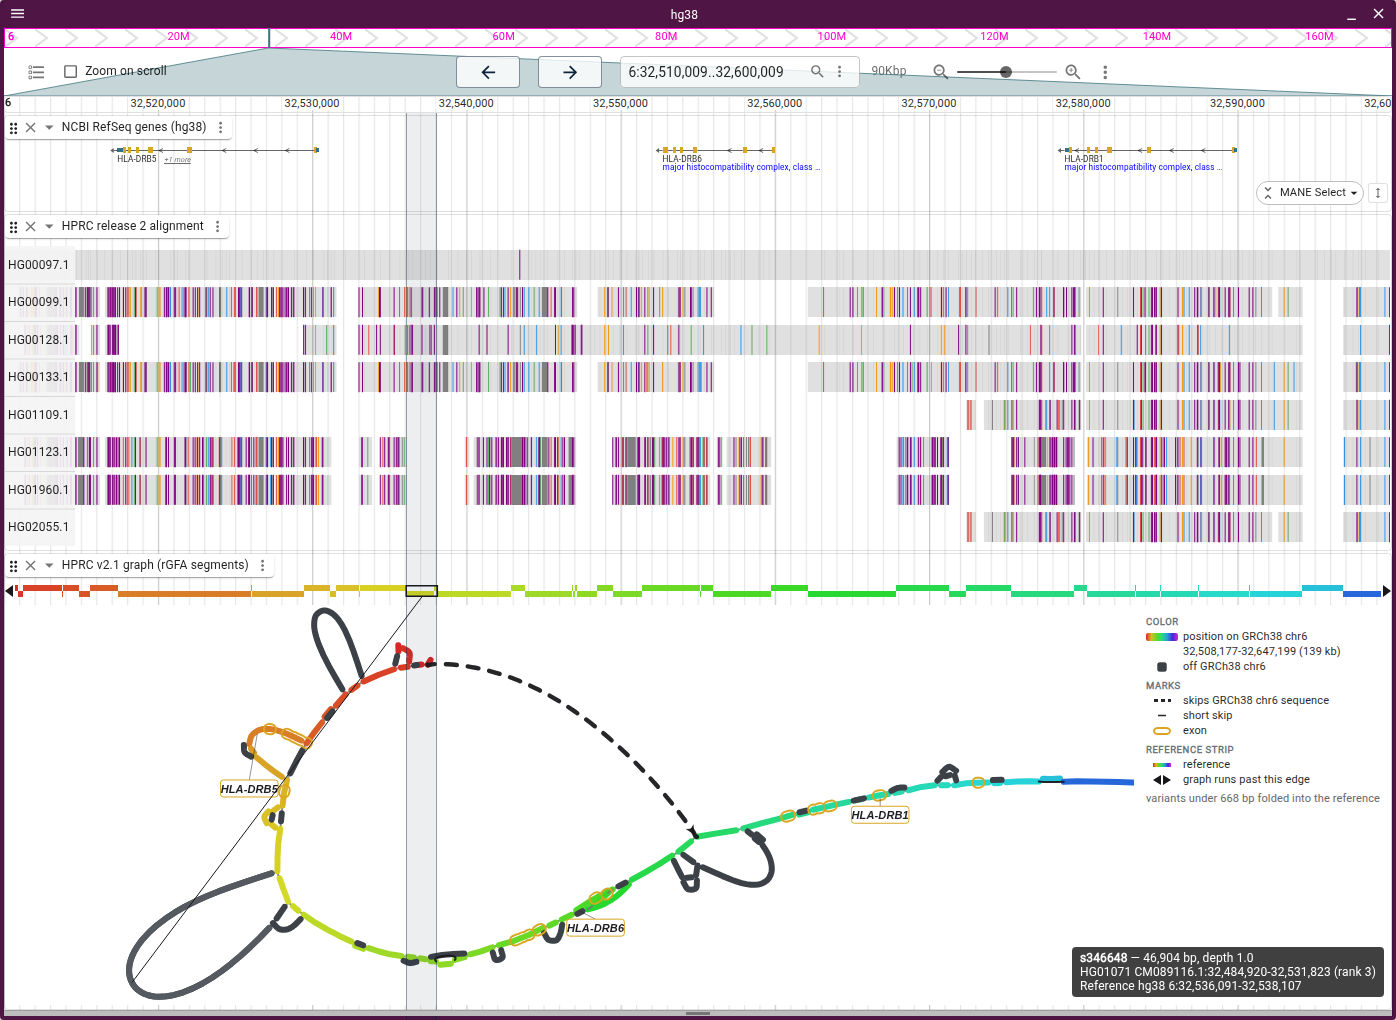 hg38
6 20M 40M 60M 80M 100M 120M 140M 160M
Zoom on scroll
6:32,510,009..32,600,009
90Kbp
6 32,520,000 32,530,000 32,540,000 32,550,000 32,560,000 32,570,000 32,580,000 32,590,000 32,60
NCBI RefSeq genes (hg38)
HLA-DRB5 +1 more
HLA-DRB6
major histocompatibility complex, class ...
HLA-DRB1
major histocompatibility complex, class ...
MANE Select
HPRC release 2 alignment
HG00097.1
HG00099.1
HG00128.1
HG00133.1
HG01109.1
HG01123.1
HG01960.1
HG02055.1
HPRC v2.1 graph (rGFA segments)
COLOR
position on GRCh38 chr6
32,508,177-32,647,199 (139 kb)
off GRCh38 chr6
MARKS
skips GRCh38 chr6 sequence
short skip
exon
REFERENCE STRIP
reference
graph runs past this edge
variants under 668 bp folded into the reference
HLA-DRB5
HLA-DRB1
HLA-DRB6
s346648 — 46,904 bp, depth 1.0
HG01071 CM089116.1:32,484,920-32,531,823 (rank 3)
Reference hg38 6:32,536,091-32,538,107